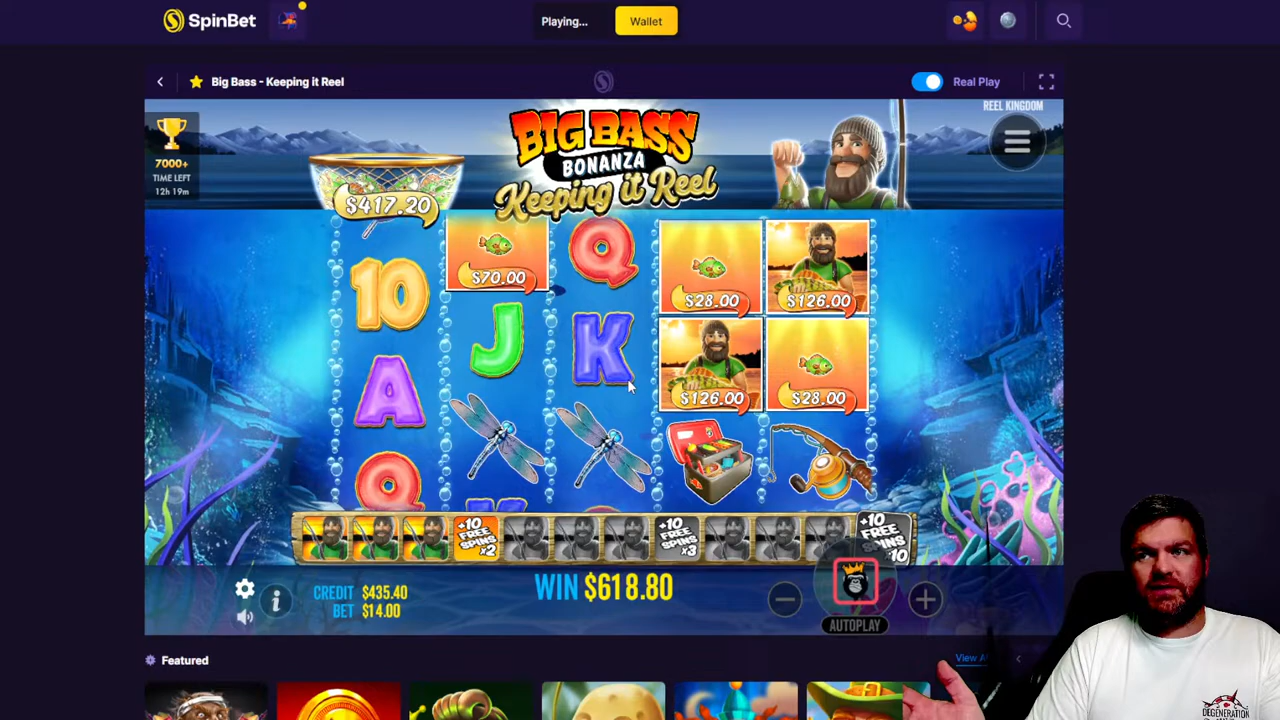 SpinBet
Playing...
Wallet
Big Bass - Keeping it Reel
Real Play
REEL KINGDOM
7000+
TIME LEFT
12h 19m
BIG BASS
BONANZA
Keeping it Reel
$417.20
$70.00
Q
$28.00
$126.00
10
J
K
$126.00
$28.00
A
Q
+10
FREE
SPINS
x2
+10
FREE
SPINS
x3
+10
FREE
SPINS
x10
CREDIT $435.40
BET $14.00
WIN $618.80
AUTOPLAY
Featured
View A
DEGENERATION